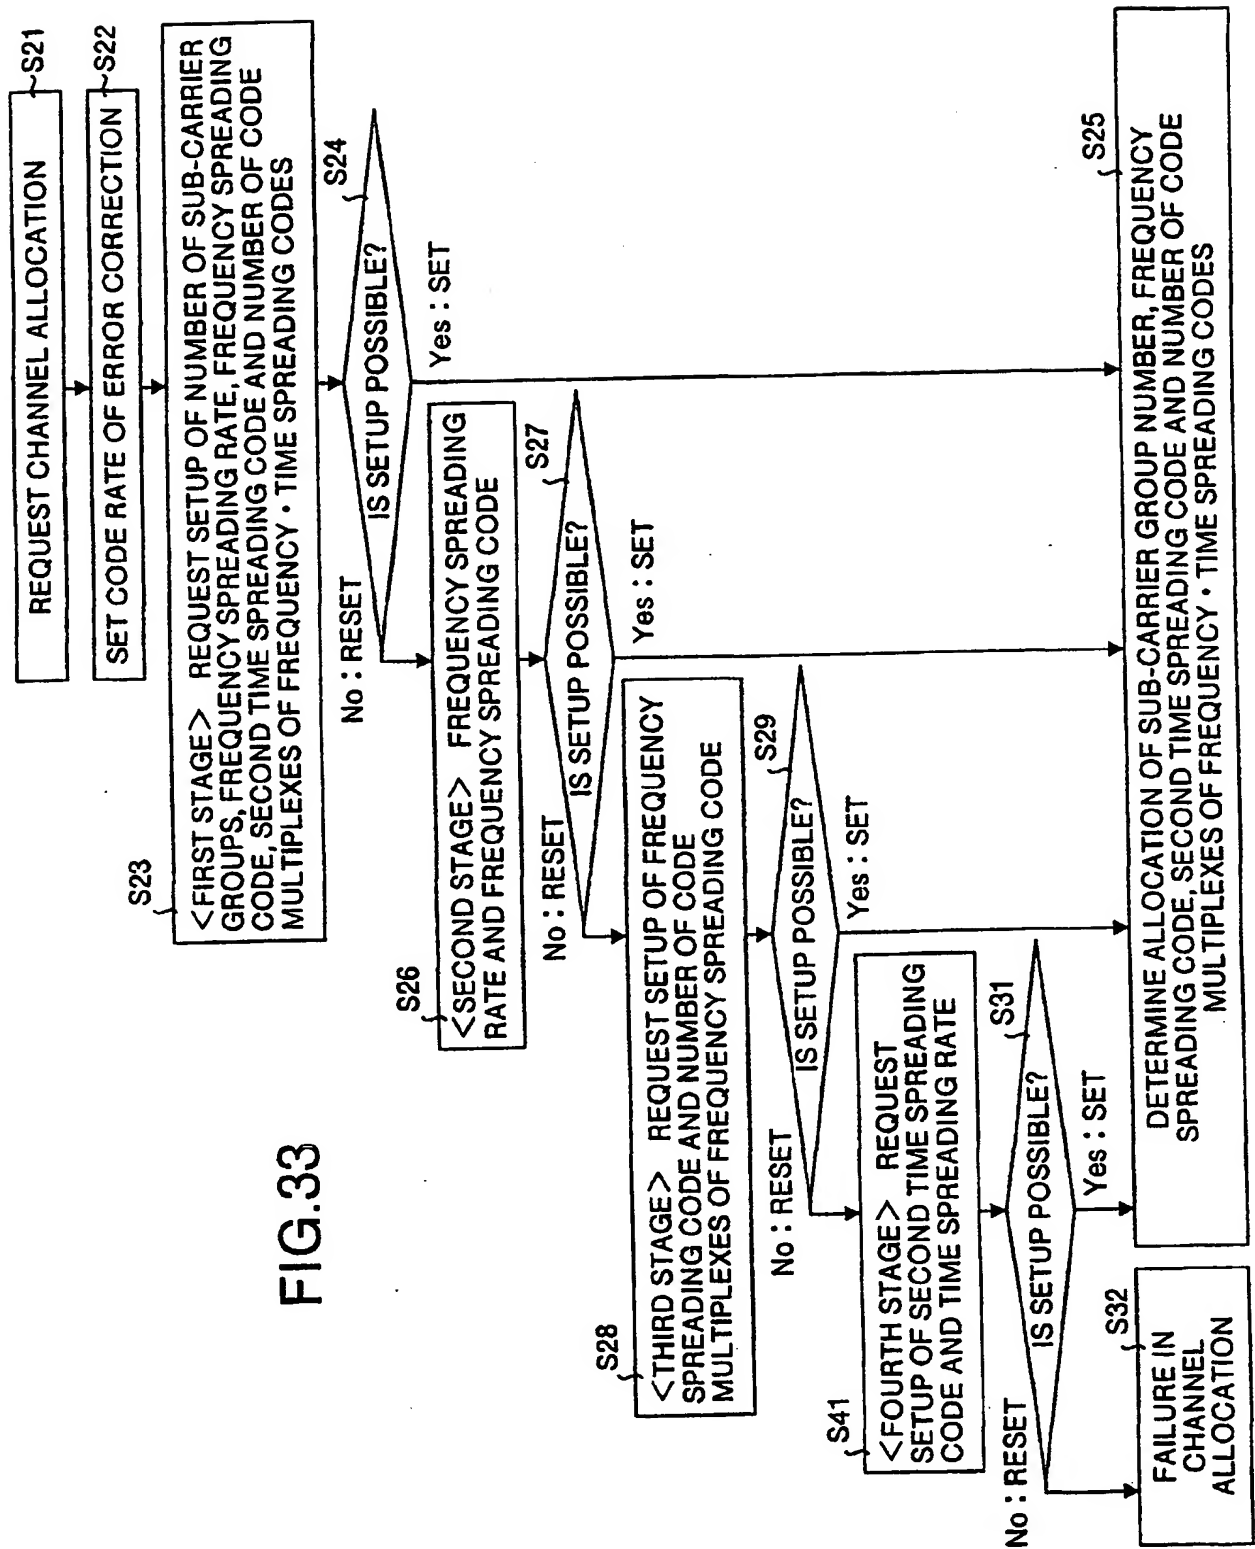 FIG.33
REQUEST CHANNEL ALLOCATION
S21
SET CODE RATE OF ERROR CORRECTION
S22
S23
<FIRST STAGE> REQUEST SETUP OF NUMBER OF SUB-CARRIER
GROUPS, FREQUENCY SPREADING RATE, FREQUENCY SPREADING
CODE, SECOND TIME SPREADING CODE AND NUMBER OF CODE
MULTIPLEXES OF FREQUENCY・TIME SPREADING CODES
S24
IS SETUP POSSIBLE?
No : RESET
Yes : SET
S26
<SECOND STAGE> FREQUENCY SPREADING
RATE AND FREQUENCY SPREADING CODE
S27
IS SETUP POSSIBLE?
No : RESET
Yes : SET
S28
<THIRD STAGE> REQUEST SETUP OF FREQUENCY
SPREADING CODE AND NUMBER OF CODE
MULTIPLEXES OF FREQUENCY SPREADING CODE
S29
IS SETUP POSSIBLE?
No : RESET
Yes : SET
S41
<FOURTH STAGE> REQUEST
SETUP OF SECOND TIME SPREADING
CODE AND TIME SPREADING RATE
S31
IS SETUP POSSIBLE?
No : RESET
Yes : SET
S32
FAILURE IN
CHANNEL
ALLOCATION
S25
DETERMINE ALLOCATION OF SUB-CARRIER GROUP NUMBER, FREQUENCY
SPREADING CODE, SECOND TIME SPREADING CODE AND NUMBER OF CODE
MULTIPLEXES OF FREQUENCY・TIME SPREADING CODES